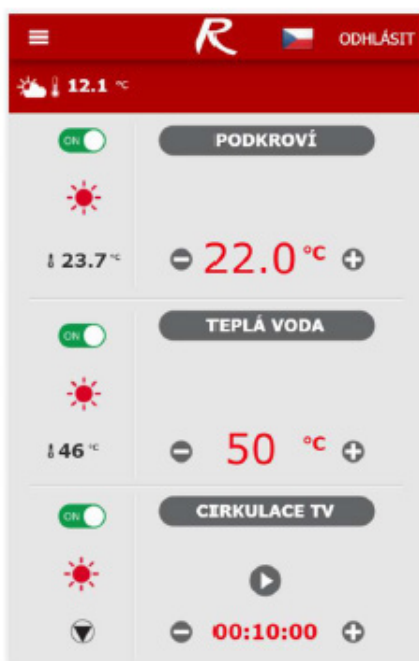 R ODHLÁSIT
12.1 °C
ON PODKROVÍ
23.7 °C 22.0 °C
ON TEPLÁ VODA
46 °C 50 °C
ON CIRKULACE TV
00:10:00